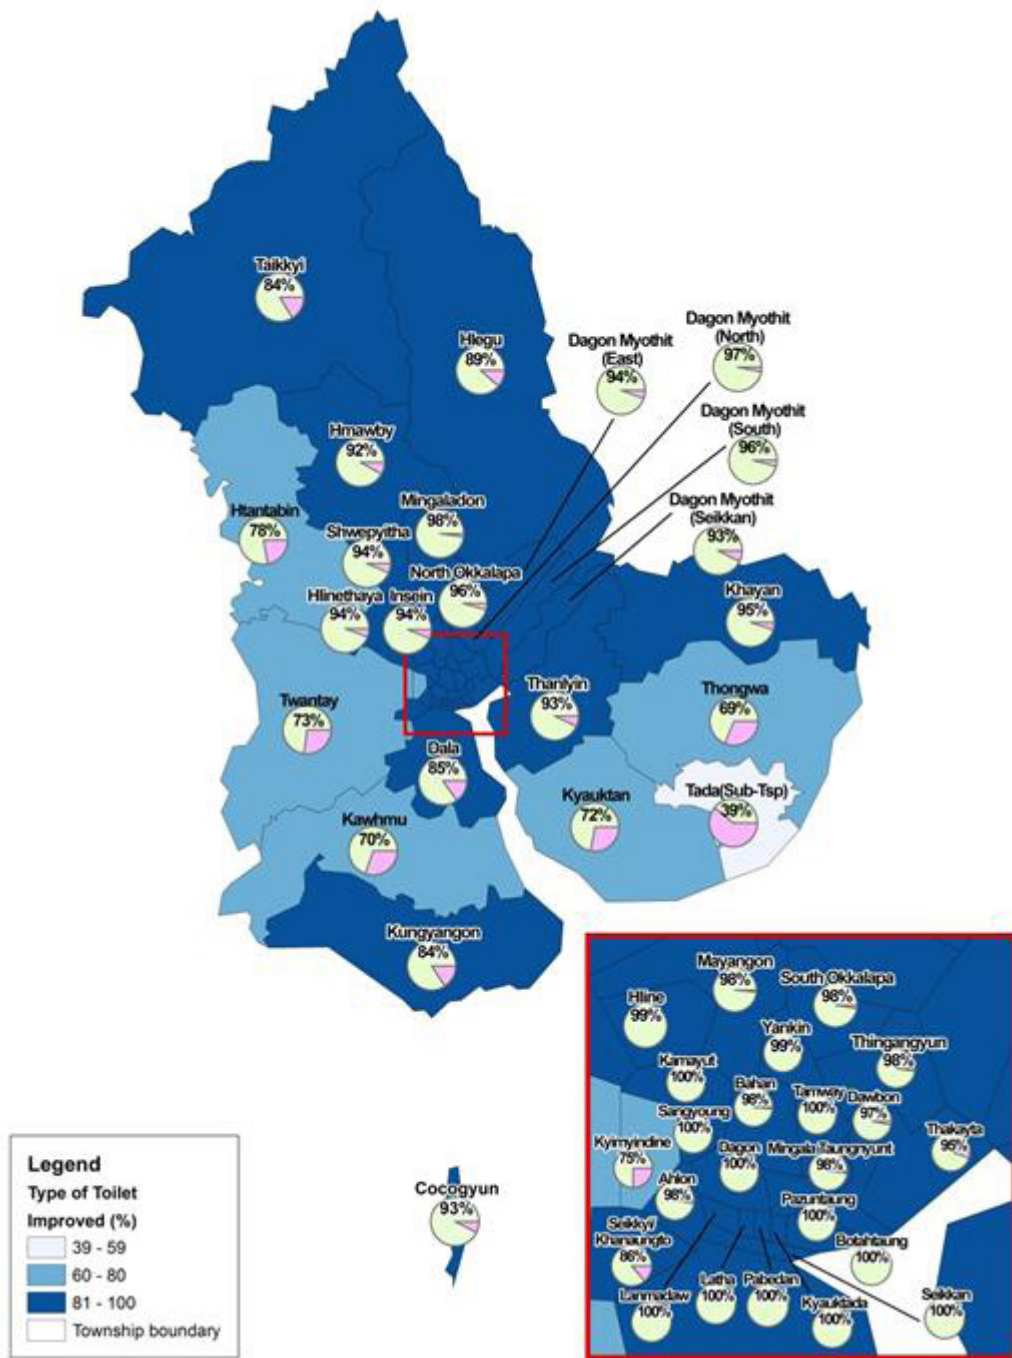 Taikkyi
84%
Hlegu
89%
Dagon Myothit
(East)
94%
Dagon Myothit
(North)
97%
Dagon Myothit
(South)
96%
Dagon Myothit
(Seikkan)
93%
Hmawby
92%
Mingaladon
98%
Htantabin
78%
Shwepyitha
94%
North Okkalapa
96%
Hlinethaya
94%
Insein
94%
Khayan
95%
Thanlyin
93%
Thongwa
69%
Twantay
73%
Dala
85%
Tada(Sub-Tsp)
39%
Kyauktan
72%
Kawhmu
70%
Kungyangon
84%
Cocogyun
93%
Mayangon
98%
South Okkalapa
98%
Hline
99%
Yankin
99%
Thingangyun
98%
Kamayut
100%
Bahan
98%
Tamway
100%
Dawbon
97%
Sangyoung
100%
Thakayta
95%
Kyimyindine
75%
Dagon
100%
Mingala Taungnyunt
98%
Ahlon
98%
Pazuntaung
100%
Seikkyi/
Khanaungto
86%
Botahtaung
100%
Lanmadaw
100%
Latha
100%
Pabedan
100%
Kyauktada
100%
Seikkan
100%
Legend
Type of Toilet
Improved (%)
39 - 59
60 - 80
81 - 100
Township boundary